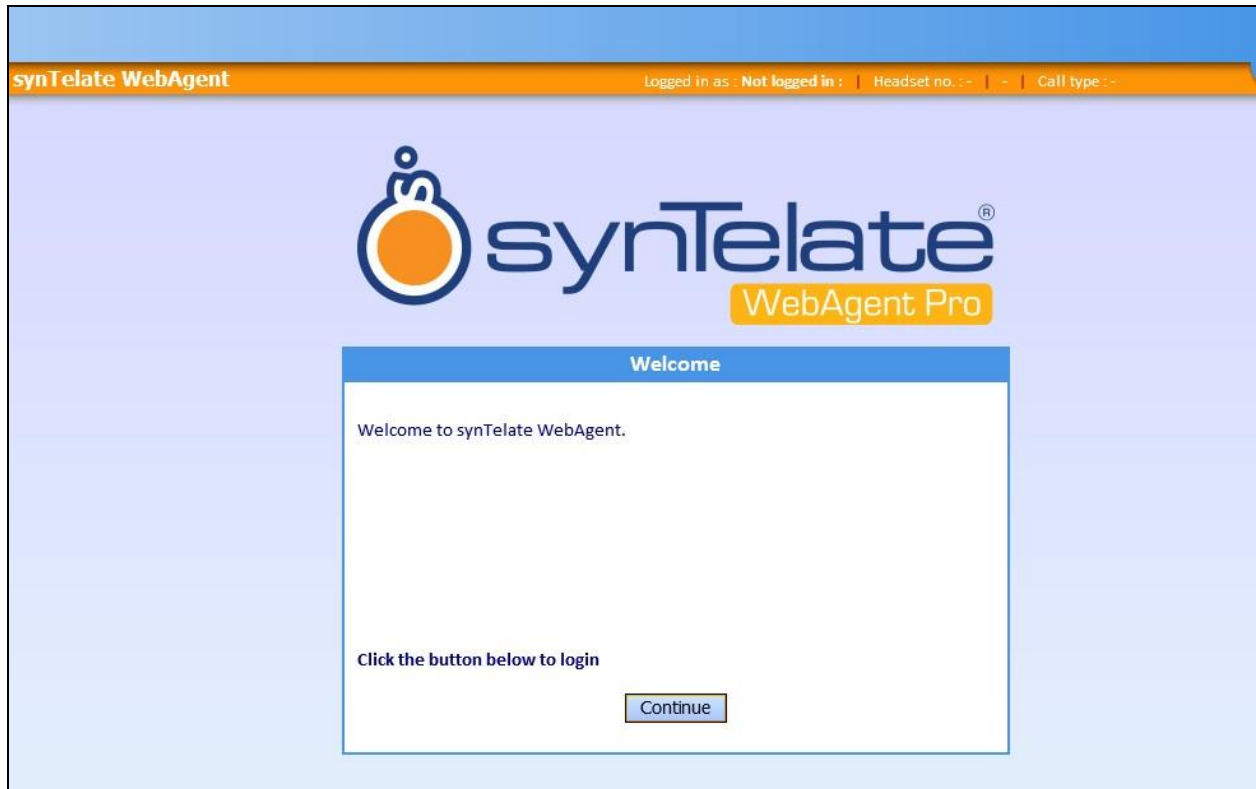 synTelate WebAgent
Logged in as : Not logged in : | Headset no. : - | - | Call type : -
synTelate®
WebAgent Pro
Welcome
Welcome to synTelate WebAgent.
Click the button below to login
Continue